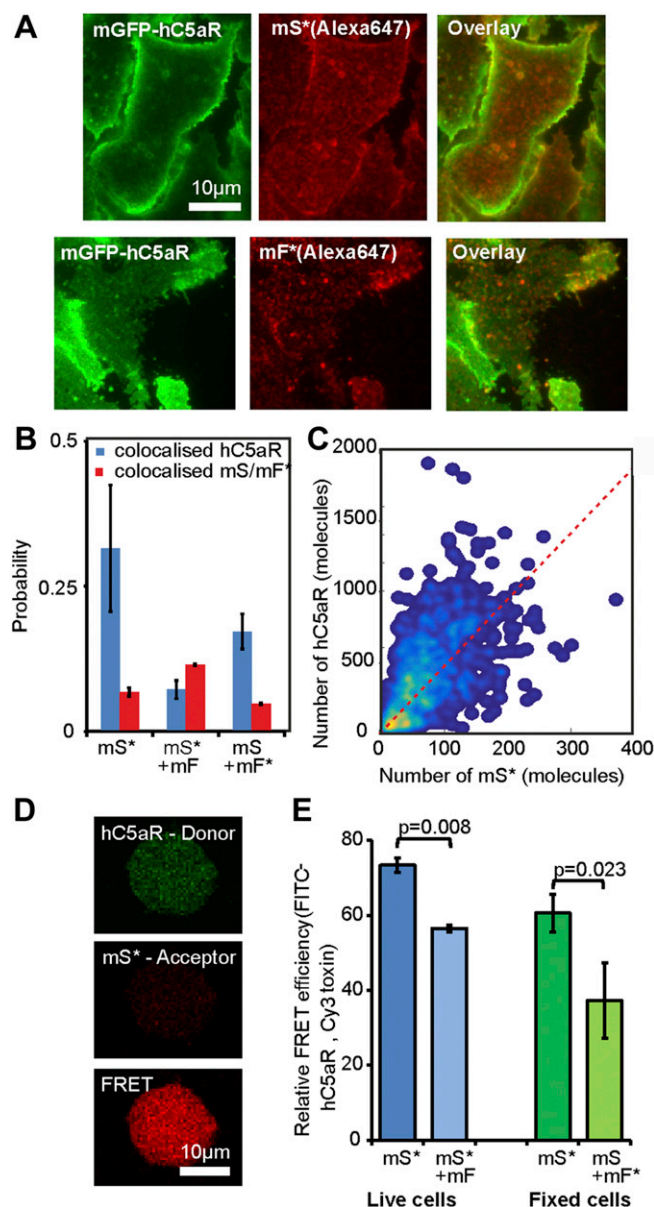 A
mGFP-hC5aR
mS*(Alexa647)
Overlay
10µm
mGFP-hC5aR
mF*(Alexa647)
Overlay
B
0.5
0.25
0
Probability
colocalised hC5aR
colocalised mS/mF*
mS*
mS*
+mF
mS
+mF*
C
2000
1500
1000
500
0
Number of hC5aR (molecules)
0
100
200
300
400
Number of mS* (molecules)
D
hC5aR - Donor
mS* - Acceptor
FRET
10µm
E
80
60
40
20
0
Relative FRET efficiency(FITC-
hC5aR , Cy3 toxin)
p=0.008
p=0.023
mS*
mS*
+mF
mS*
mS
+mF*
Live cells
Fixed cells